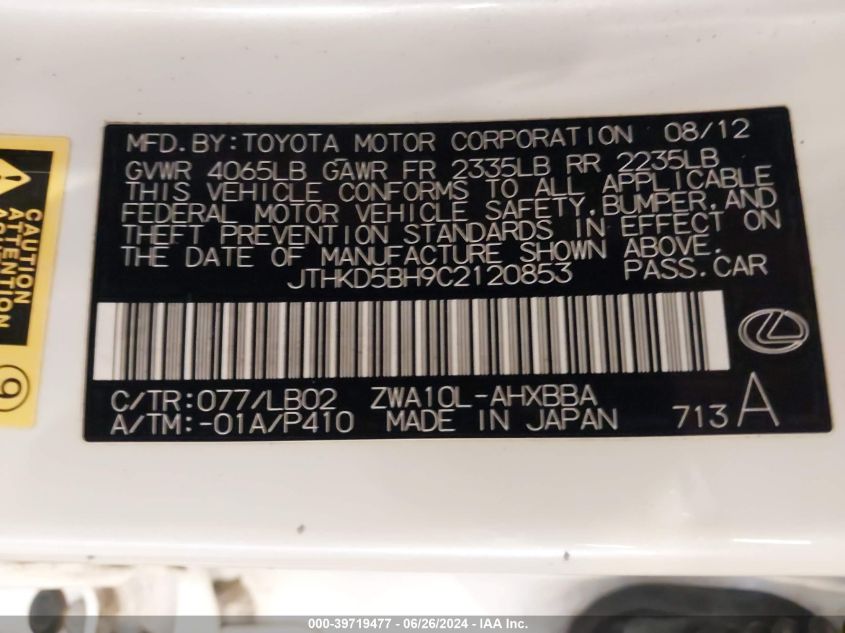 MFD. BY: TOYOTA MOTOR CORPORATION 08/12
GVWR 4065LB GAWR FR 2335LB RR 2235LB
THIS VEHICLE CONFORMS TO ALL APPLICABLE
FEDERAL MOTOR VEHICLE SAFETY, BUMPER, AND
THEFT PREVENTION STANDARDS IN EFFECT ON
THE DATE OF MANUFACTURE SHOWN ABOVE.
JTHKD5BH9C2120853 PASS. CAR
C/TR: 077/LB02 ZWA10L-AHXBBA
A/TM: -01A/P410 MADE IN JAPAN 713 A
CAUTION
ATTENTION
9
000-39719477 - 06/26/2024 - IAA Inc.